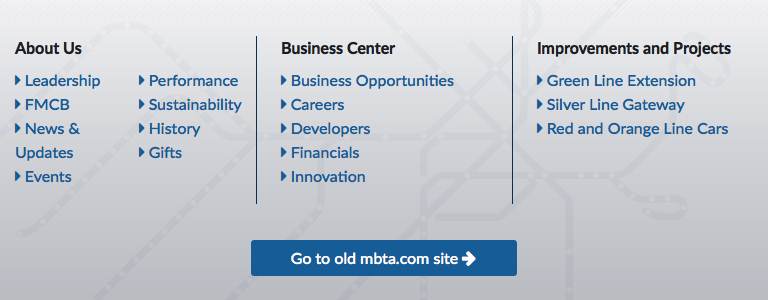 About Us
Leadership
FMCB
News &
Updates
Events
Performance
Sustainability
History
Gifts
Business Center
Business Opportunities
Careers
Developers
Financials
Innovation
Improvements and Projects
Green Line Extension
Silver Line Gateway
Red and Orange Line Cars
Go to old mbta.com site